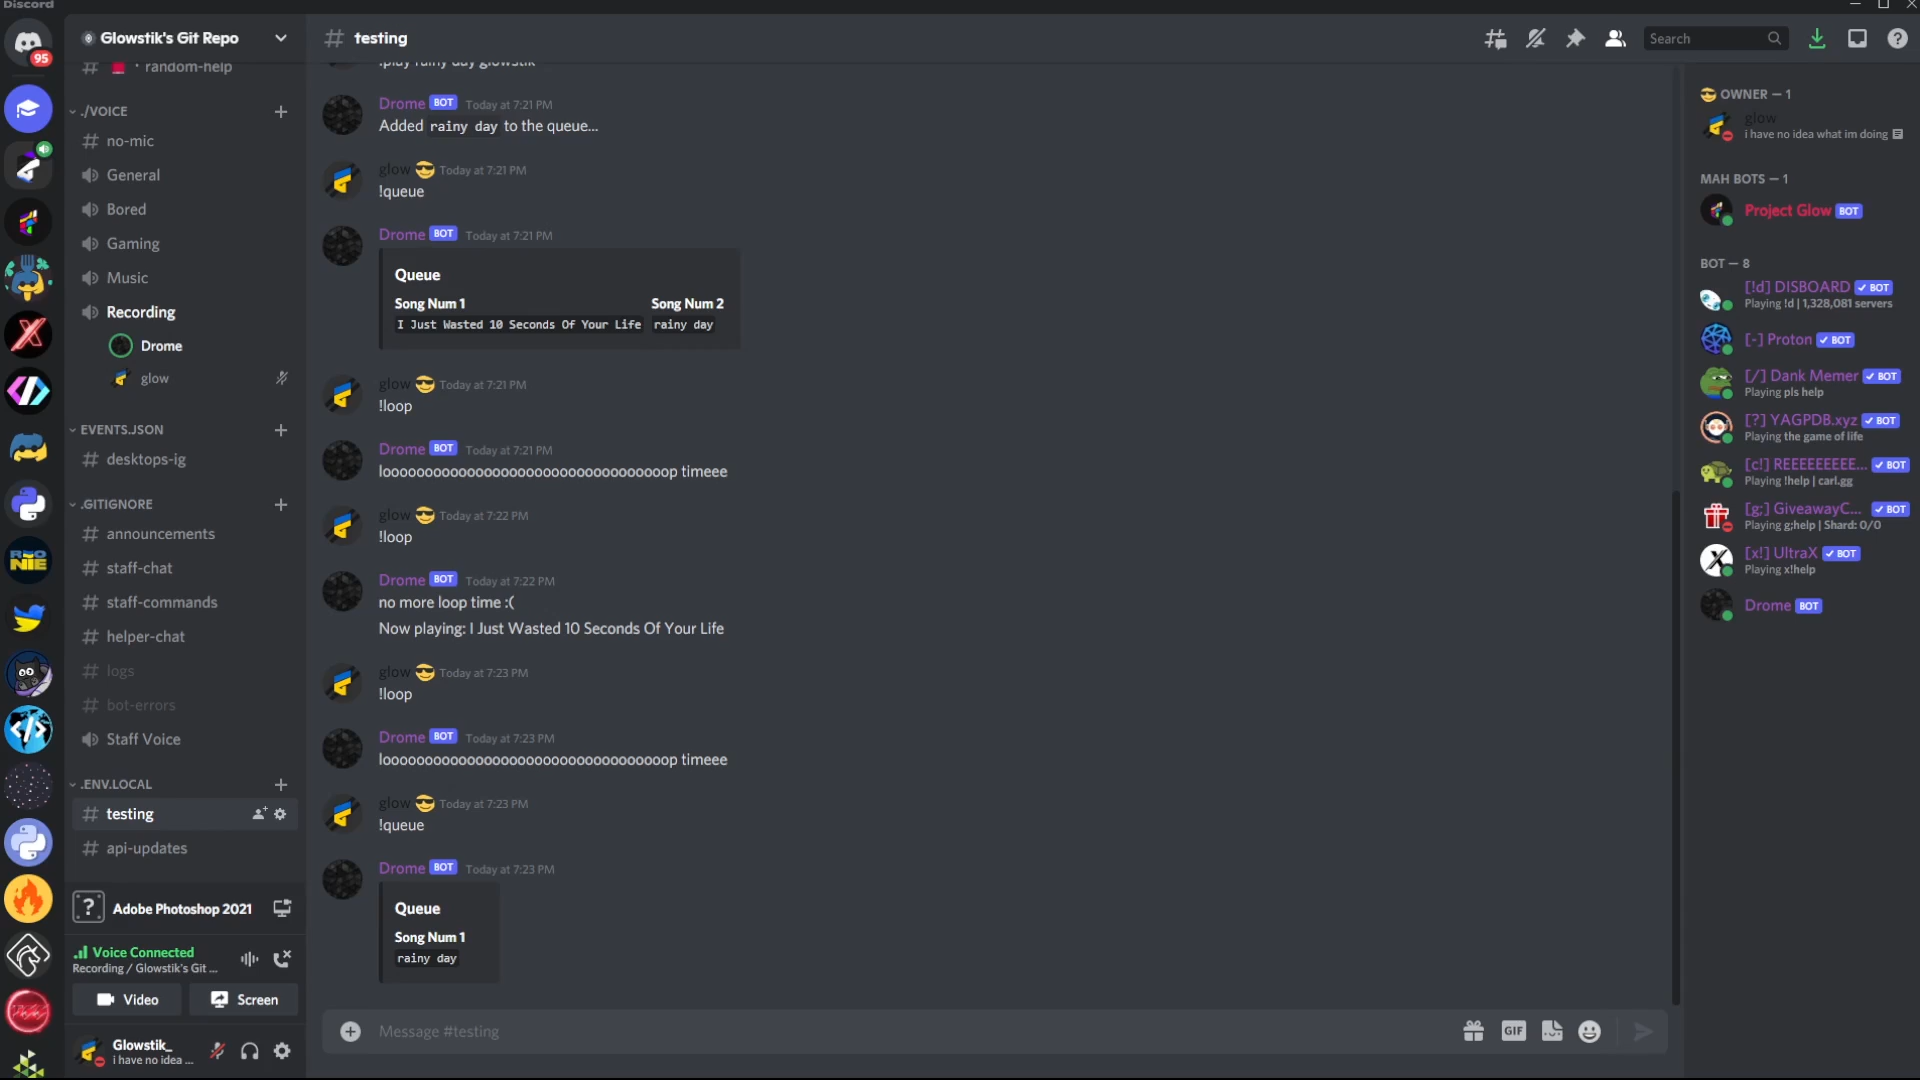 Discord
95
Glowstik's Git Repo
random-help
./VOICE
no-mic
General
Bored
Gaming
Music
Recording
Drome
glow
EVENTS.JSON
desktops-ig
.GITIGNORE
announcements
staff-chat
staff-commands
helper-chat
logs
bot-errors
Staff Voice
.ENV.LOCAL
testing
api-updates
? Adobe Photoshop 2021
Voice Connected
Recording / Glowstik's Git ...
Video Screen
Glowstik_
i have no idea ...
# testing
Search
!play rainy day glowstik
Drome BOT Today at 7:21 PM
Added rainy day to the queue...
glow 😎 Today at 7:21 PM
!queue
Drome BOT Today at 7:21 PM
Queue
Song Num 1 Song Num 2
I Just Wasted 10 Seconds Of Your Life rainy day
glow 😎 Today at 7:21 PM
!loop
Drome BOT Today at 7:21 PM
looooooooooooooooooooooooooooooooooop timeee
glow 😎 Today at 7:22 PM
!loop
Drome BOT Today at 7:22 PM
no more loop time :(
Now playing: I Just Wasted 10 Seconds Of Your Life
glow 😎 Today at 7:23 PM
!loop
Drome BOT Today at 7:23 PM
looooooooooooooooooooooooooooooooooop timeee
glow 😎 Today at 7:23 PM
!queue
Drome BOT Today at 7:23 PM
Queue
Song Num 1
rainy day
Message #testing
GIF
😎 OWNER — 1
glow
i have no idea what im doing
MAH BOTS — 1
Project Glow BOT
BOT — 8
[!d] DISBOARD ✓ BOT
Playing !d | 1,328,081 servers
[-] Proton ✓ BOT
[/] Dank Memer ✓ BOT
Playing pls help
[?] YAGPDB.xyz ✓ BOT
Playing the game of life
[c!] REEEEEEEEE... ✓ BOT
Playing !help | carl.gg
[g;] GiveawayC... ✓ BOT
Playing g;help | Shard: 0/0
[x!] UltraX ✓ BOT
Playing x!help
Drome BOT